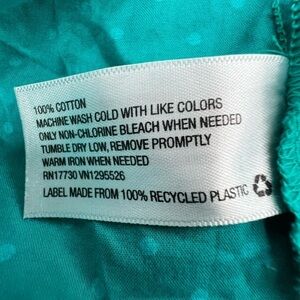 100% COTTON
MACHINE WASH COLD WITH LIKE COLORS
ONLY NON-CHLORINE BLEACH WHEN NEEDED
TUMBLE DRY LOW, REMOVE PROMPTLY
WARM IRON WHEN NEEDED
RN17730 VN1295526
LABEL MADE FROM 100% RECYCLED PLASTIC